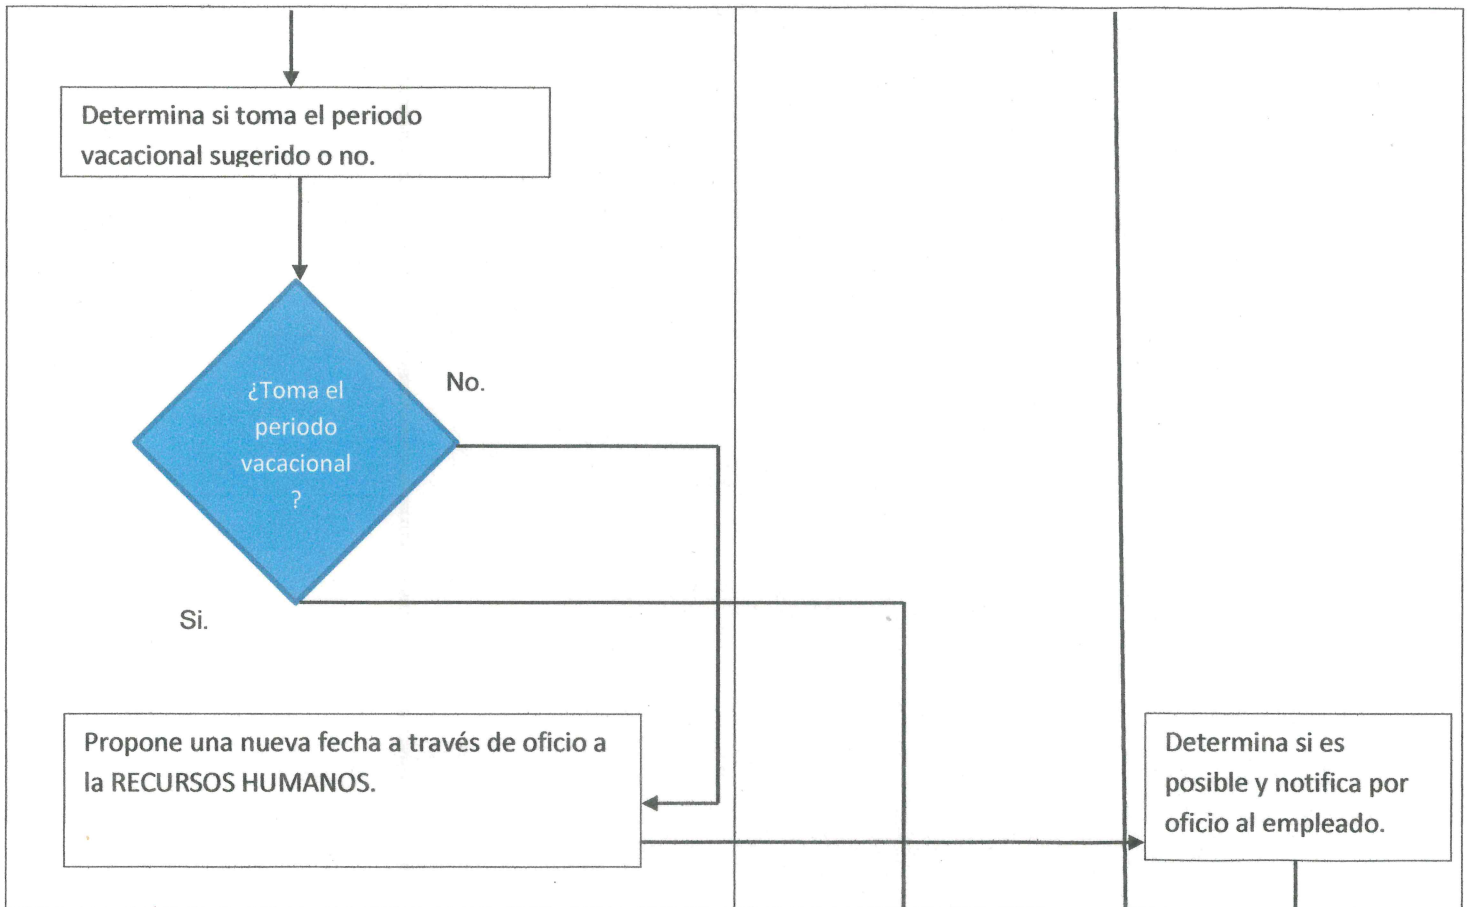 Determina si toma el periodo
vacacional sugerido o no.
¿Toma el
periodo
vacacional
?
No.
Si.
Propone una nueva fecha a través de oficio a
la RECURSOS HUMANOS.
Determina si es
posible y notifica por
oficio al empleado.